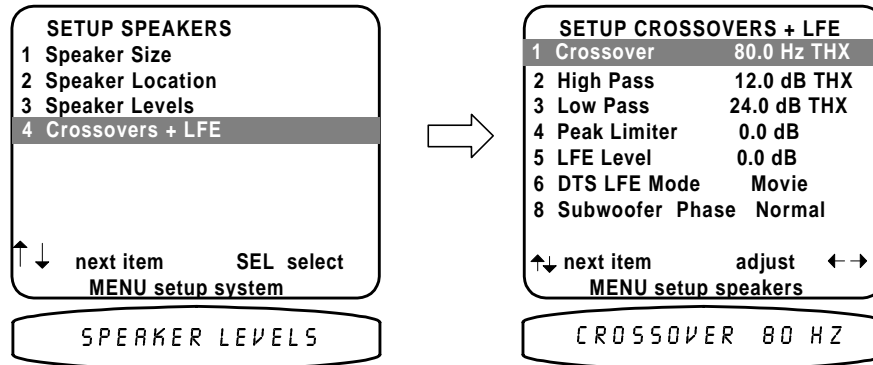 SETUP SPEAKERS
1 Speaker Size
2 Speaker Location
3 Speaker Levels
4 Crossovers + LFE
↑ ↓ next item SEL select
MENU setup system
SPEAKER LEVELS
SETUP CROSSOVERS + LFE
1 Crossover 80.0 Hz THX
2 High Pass 12.0 dB THX
3 Low Pass 24.0 dB THX
4 Peak Limiter 0.0 dB
5 LFE Level 0.0 dB
6 DTS LFE Mode Movie
8 Subwoofer Phase Normal
↑↓ next item adjust ←→
MENU setup speakers
CROSSOVER 80 HZ